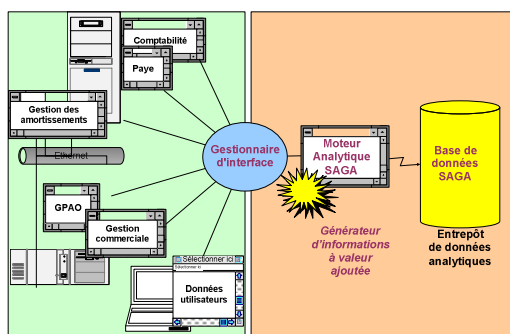 Comptabilité
Paye
Gestion des
amortissements
Ethernet
GPAO
Gestion
commerciale
Sélectionner ici
Sélectionner ici
Données
utilisateurs
Gestionnaire
d'interface
Moteur
Analytique
SAGA
Générateur
d'informations
à valeur
ajoutée
Base de
données
SAGA
Entrepôt
de données
analytiques